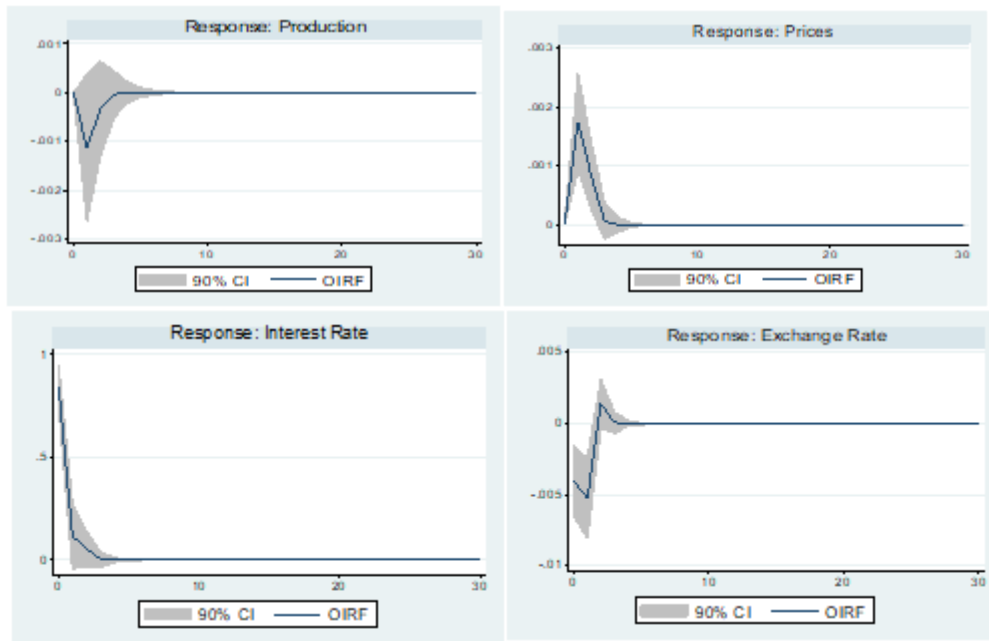 Response: Production
.001
0
-.001
-.002
-.003
0 10 20 30
90% CI OIRF
Response: Prices
.003
.002
.001
0
0 10 20 30
90% CI OIRF
Response: Interest Rate
1
.5
0
0 10 20 30
90% CI OIRF
Response: Exchange Rate
.005
0
-.005
-.01
0 10 20 30
90% CI OIRF